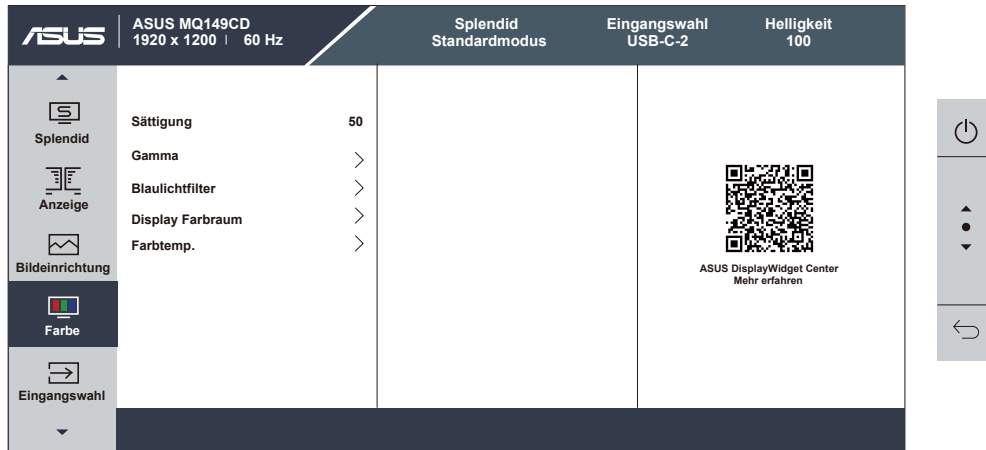 ASUS
ASUS MQ149CD
1920 x 1200 | 60 Hz
Splendid
Standardmodus
Eingangswahl
USB-C-2
Helligkeit
100
Splendid
Anzeige
Bildeinrichtung
Farbe
Eingangswahl
Sättigung 50
Gamma
Blaulichtfilter
Display Farbraum
Farbtemp.
ASUS DisplayWidget Center
Mehr erfahren